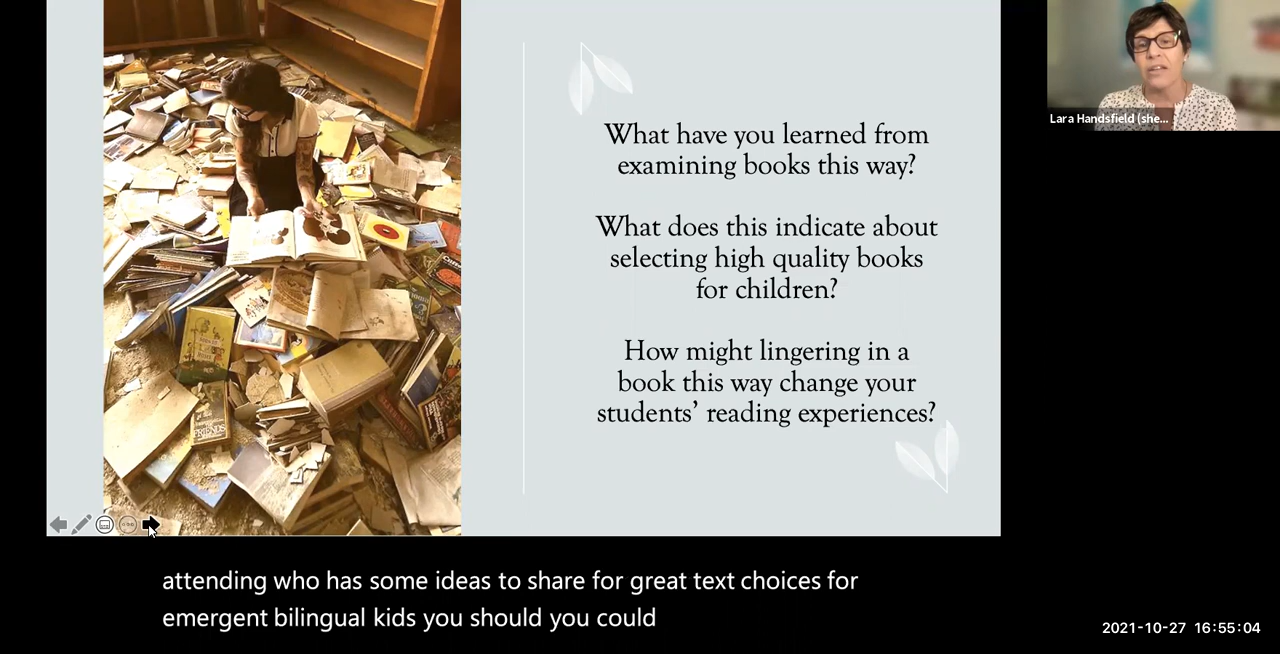 What have you learned from
examining books this way?
What does this indicate about
selecting high quality books
for children?
How might lingering in a
book this way change your
students’ reading experiences?
Lara Handsfield (she...
attending who has some ideas to share for great text choices for
emergent bilingual kids you should you could
2021-10-27 16:55:04